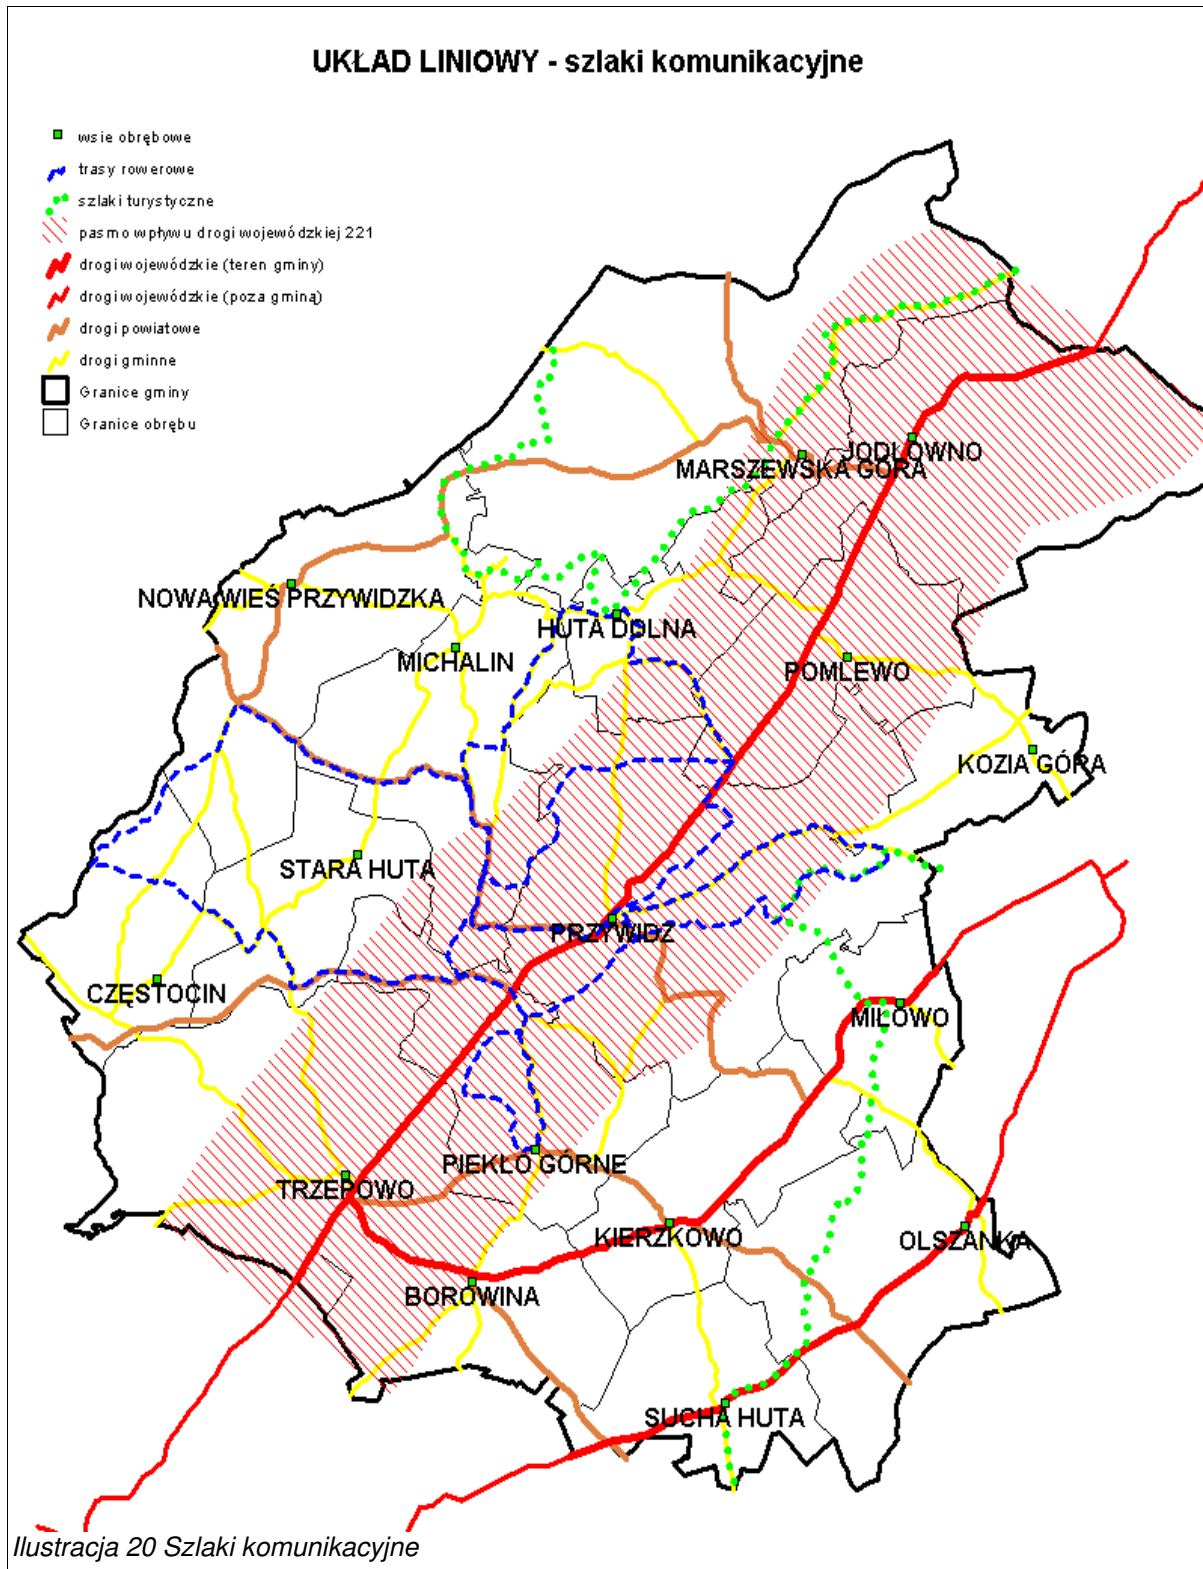 UKŁAD LINIOWY - szlaki komunikacyjne
wsie obrębowe
trasy rowerowe
szlaki turystyczne
pasmo wpływu drogi wojewódzkiej 221
drogi wojewódzkie (teren gminy)
drogi wojewódzkie (poza gminą)
drogi powiatowe
drogi gminne
Granice gminy
Granice obrębu
JODŁOWNO
MARSZEWSKA GÓRA
NOWA WIEŚ PRZYWIDZKA
HUTA DOLNA
MICHALIN
POMLEWO
KOZIA GÓRA
STARA HUTA
PRZYWIDZ
CZĘSTOCIN
MIŁOWO
PIEKŁO GÓRNE
TRZEPOWO
KIERZKOWO
OLSZANKA
BOROWINA
SUCHA HUTA
Ilustracja 20 Szlaki komunikacyjne